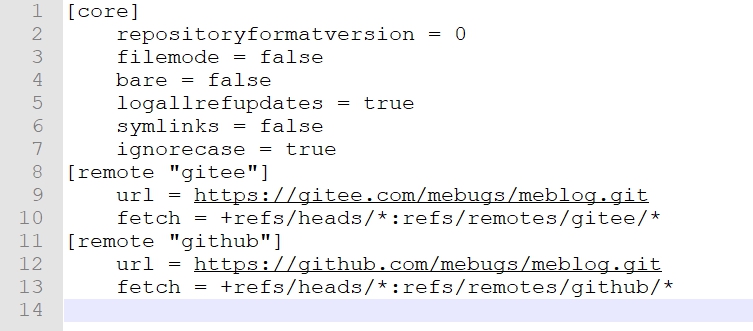 1 [core]
2     repositoryformatversion = 0
3     filemode = false
4     bare = false
5     logallrefupdates = true
6     symlinks = false
7     ignorecase = true
8 [remote "gitee"]
9     url = https://gitee.com/mebugs/meblog.git
10     fetch = +refs/heads/*:refs/remotes/gitee/*
11 [remote "github"]
12     url = https://github.com/mebugs/meblog.git
13     fetch = +refs/heads/*:refs/remotes/github/*
14